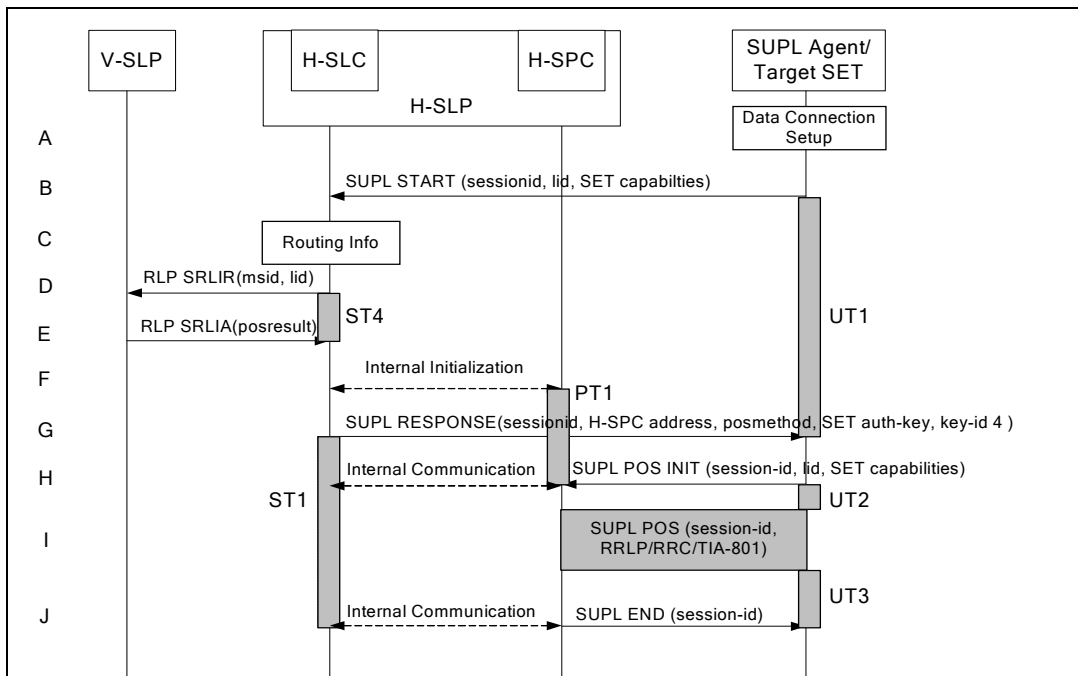 V-SLP
H-SLC
H-SPC
SUPL Agent/
Target SET
H-SLP
A
Data Connection
Setup
B
SUPL START (sessionid, lid, SET capabilties)
C
Routing Info
D
RLP SRLIR(msid, lid)
ST4
UT1
E
RLP SRLIA(posresult)
F
Internal Initialization
PT1
G
SUPL RESPONSE(sessionid, H-SPC address, posmethod, SET auth-key, key-id 4 )
H
Internal Communication
SUPL POS INIT (session-id, lid, SET capabilities)
ST1
UT2
I
SUPL POS (session-id,
RRLP/RRC/TIA-801)
UT3
J
Internal Communication
SUPL END (session-id)